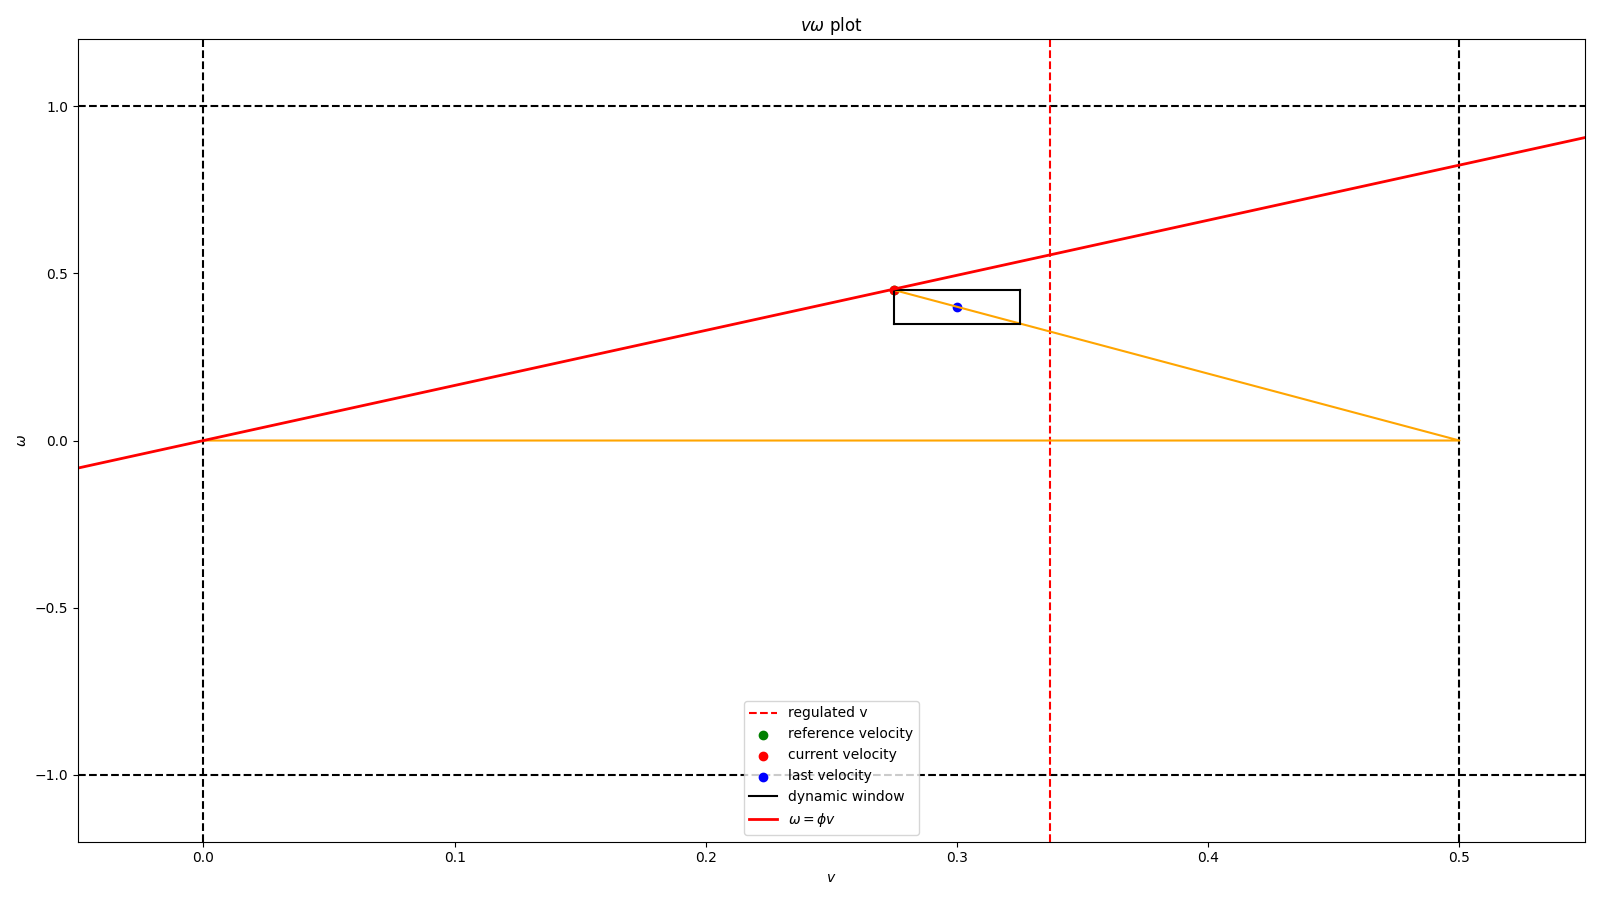 vω plot
1.0
0.5
0.0
−0.5
−1.0
ω
0.0
0.1
0.2
0.3
0.4
0.5
v
regulated v
reference velocity
current velocity
last velocity
dynamic window
ω = ϕv